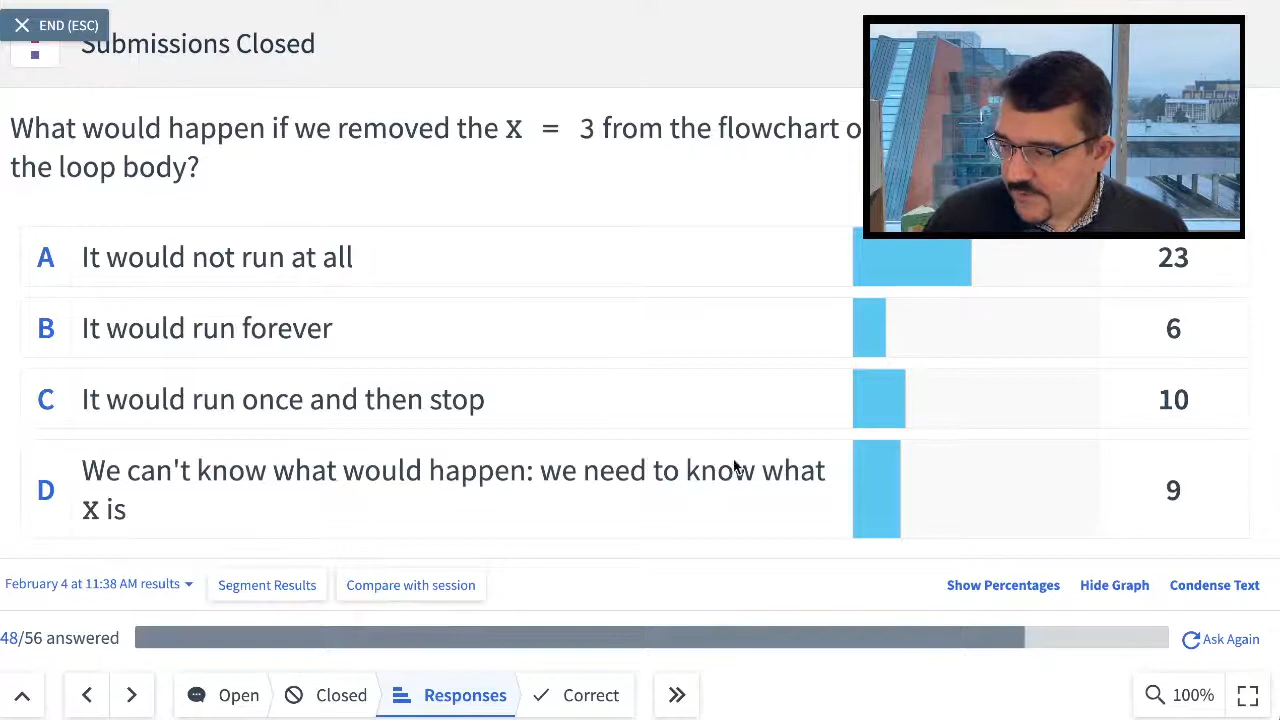 END (ESC)
Submissions Closed
What would happen if we removed the x = 3 from the flowchart o
the loop body?
A It would not run at all 23
B It would run forever 6
C It would run once and then stop 10
D We can't know what would happen: we need to know what
x is 9
February 4 at 11:38 AM results Segment Results Compare with session Show Percentages Hide Graph Condense Text
48/56 answered Ask Again
Open Closed Responses Correct 100%